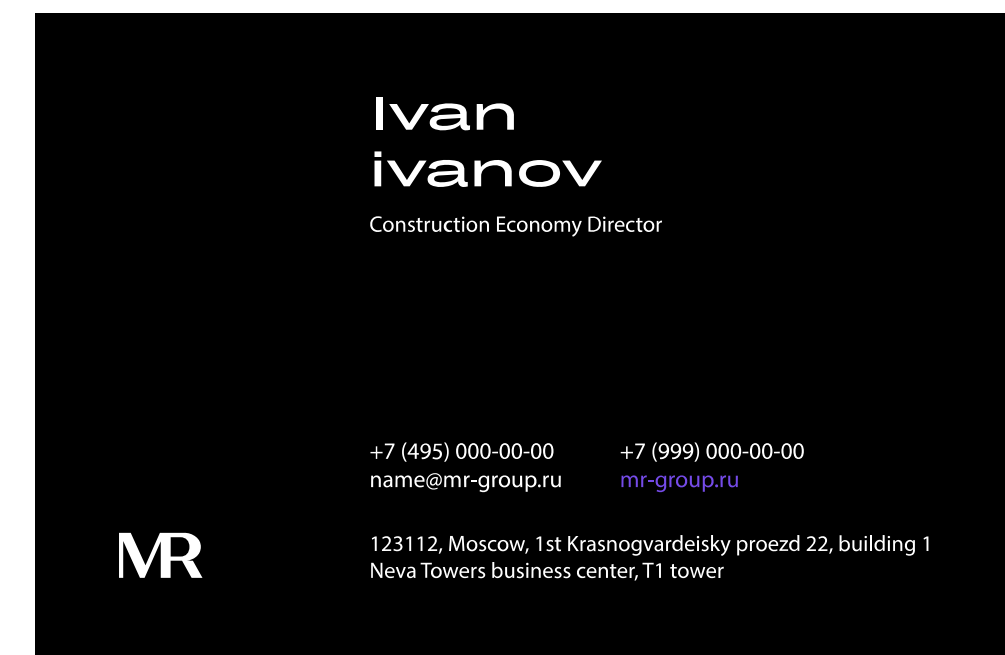 Ivan
ivanov
Construction Economy Director
+7 (495) 000-00-00 +7 (999) 000-00-00
name@mr-group.ru mr-group.ru
MR
123112, Moscow, 1st Krasnogvardeisky proezd 22, building 1
Neva Towers business center, T1 tower